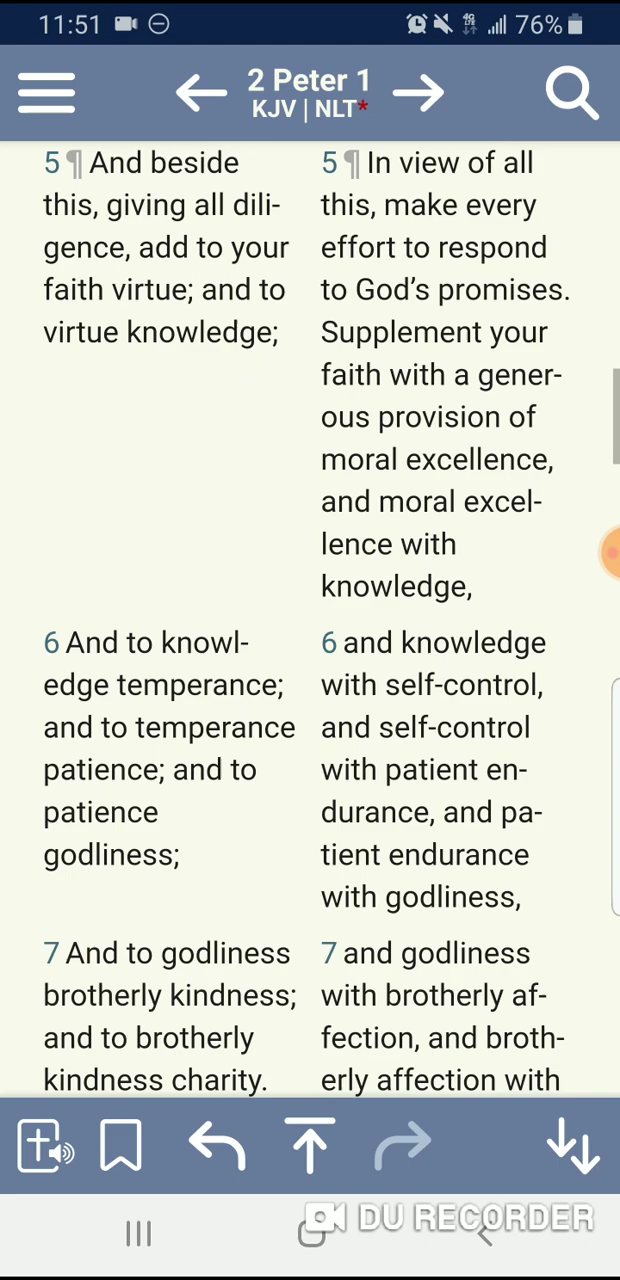 11:51
4G
76%
2 Peter 1
KJV | NLT*
5 ¶ And beside
this, giving all dili-
gence, add to your
faith virtue; and to
virtue knowledge;
5 ¶ In view of all
this, make every
effort to respond
to God’s promises.
Supplement your
faith with a gener-
ous provision of
moral excellence,
and moral excel-
lence with
knowledge,
6 And to knowl-
edge temperance;
and to temperance
patience; and to
patience
godliness;
6 and knowledge
with self-control,
and self-control
with patient en-
durance, and pa-
tient endurance
with godliness,
7 And to godliness
brotherly kindness;
and to brotherly
kindness charity.
7 and godliness
with brotherly af-
fection, and broth-
erly affection with
DU RECORDER